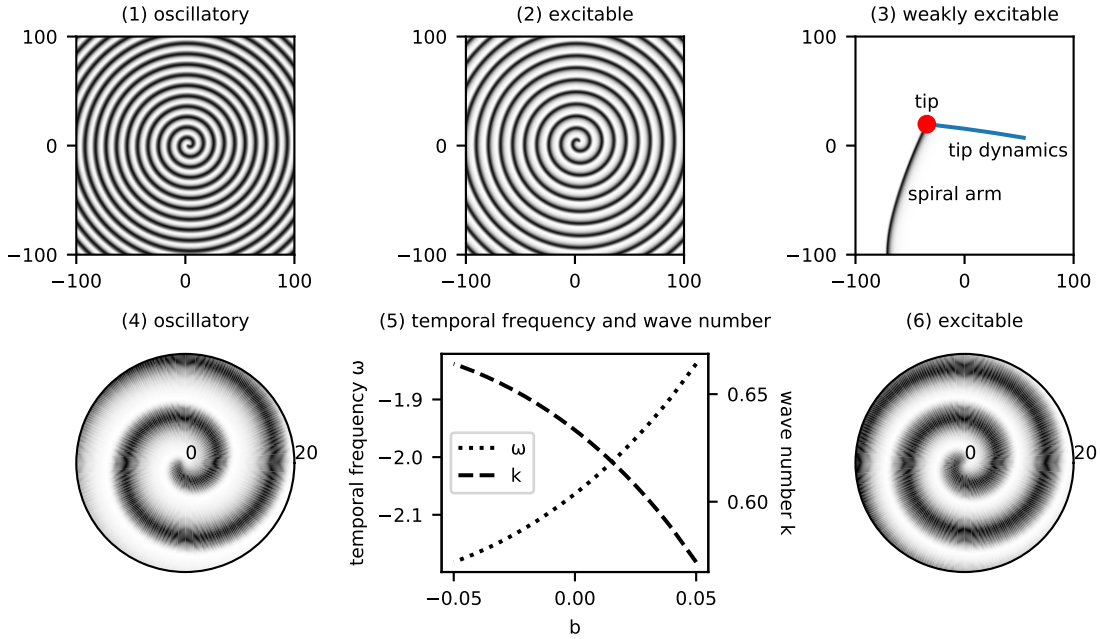 (1) oscillatory
(2) excitable
(3) weakly excitable
100
0
−100
−100
0
100
100
0
−100
−100
0
100
100
0
−100
−100
0
100
tip
tip dynamics
spiral arm
(4) oscillatory
(5) temporal frequency and wave number
(6) excitable
0
20
temporal frequency ω
−1.9
−2.0
−2.1
ω
k
0.65
0.60
wave number k
−0.05
0.00
0.05
b
0
20